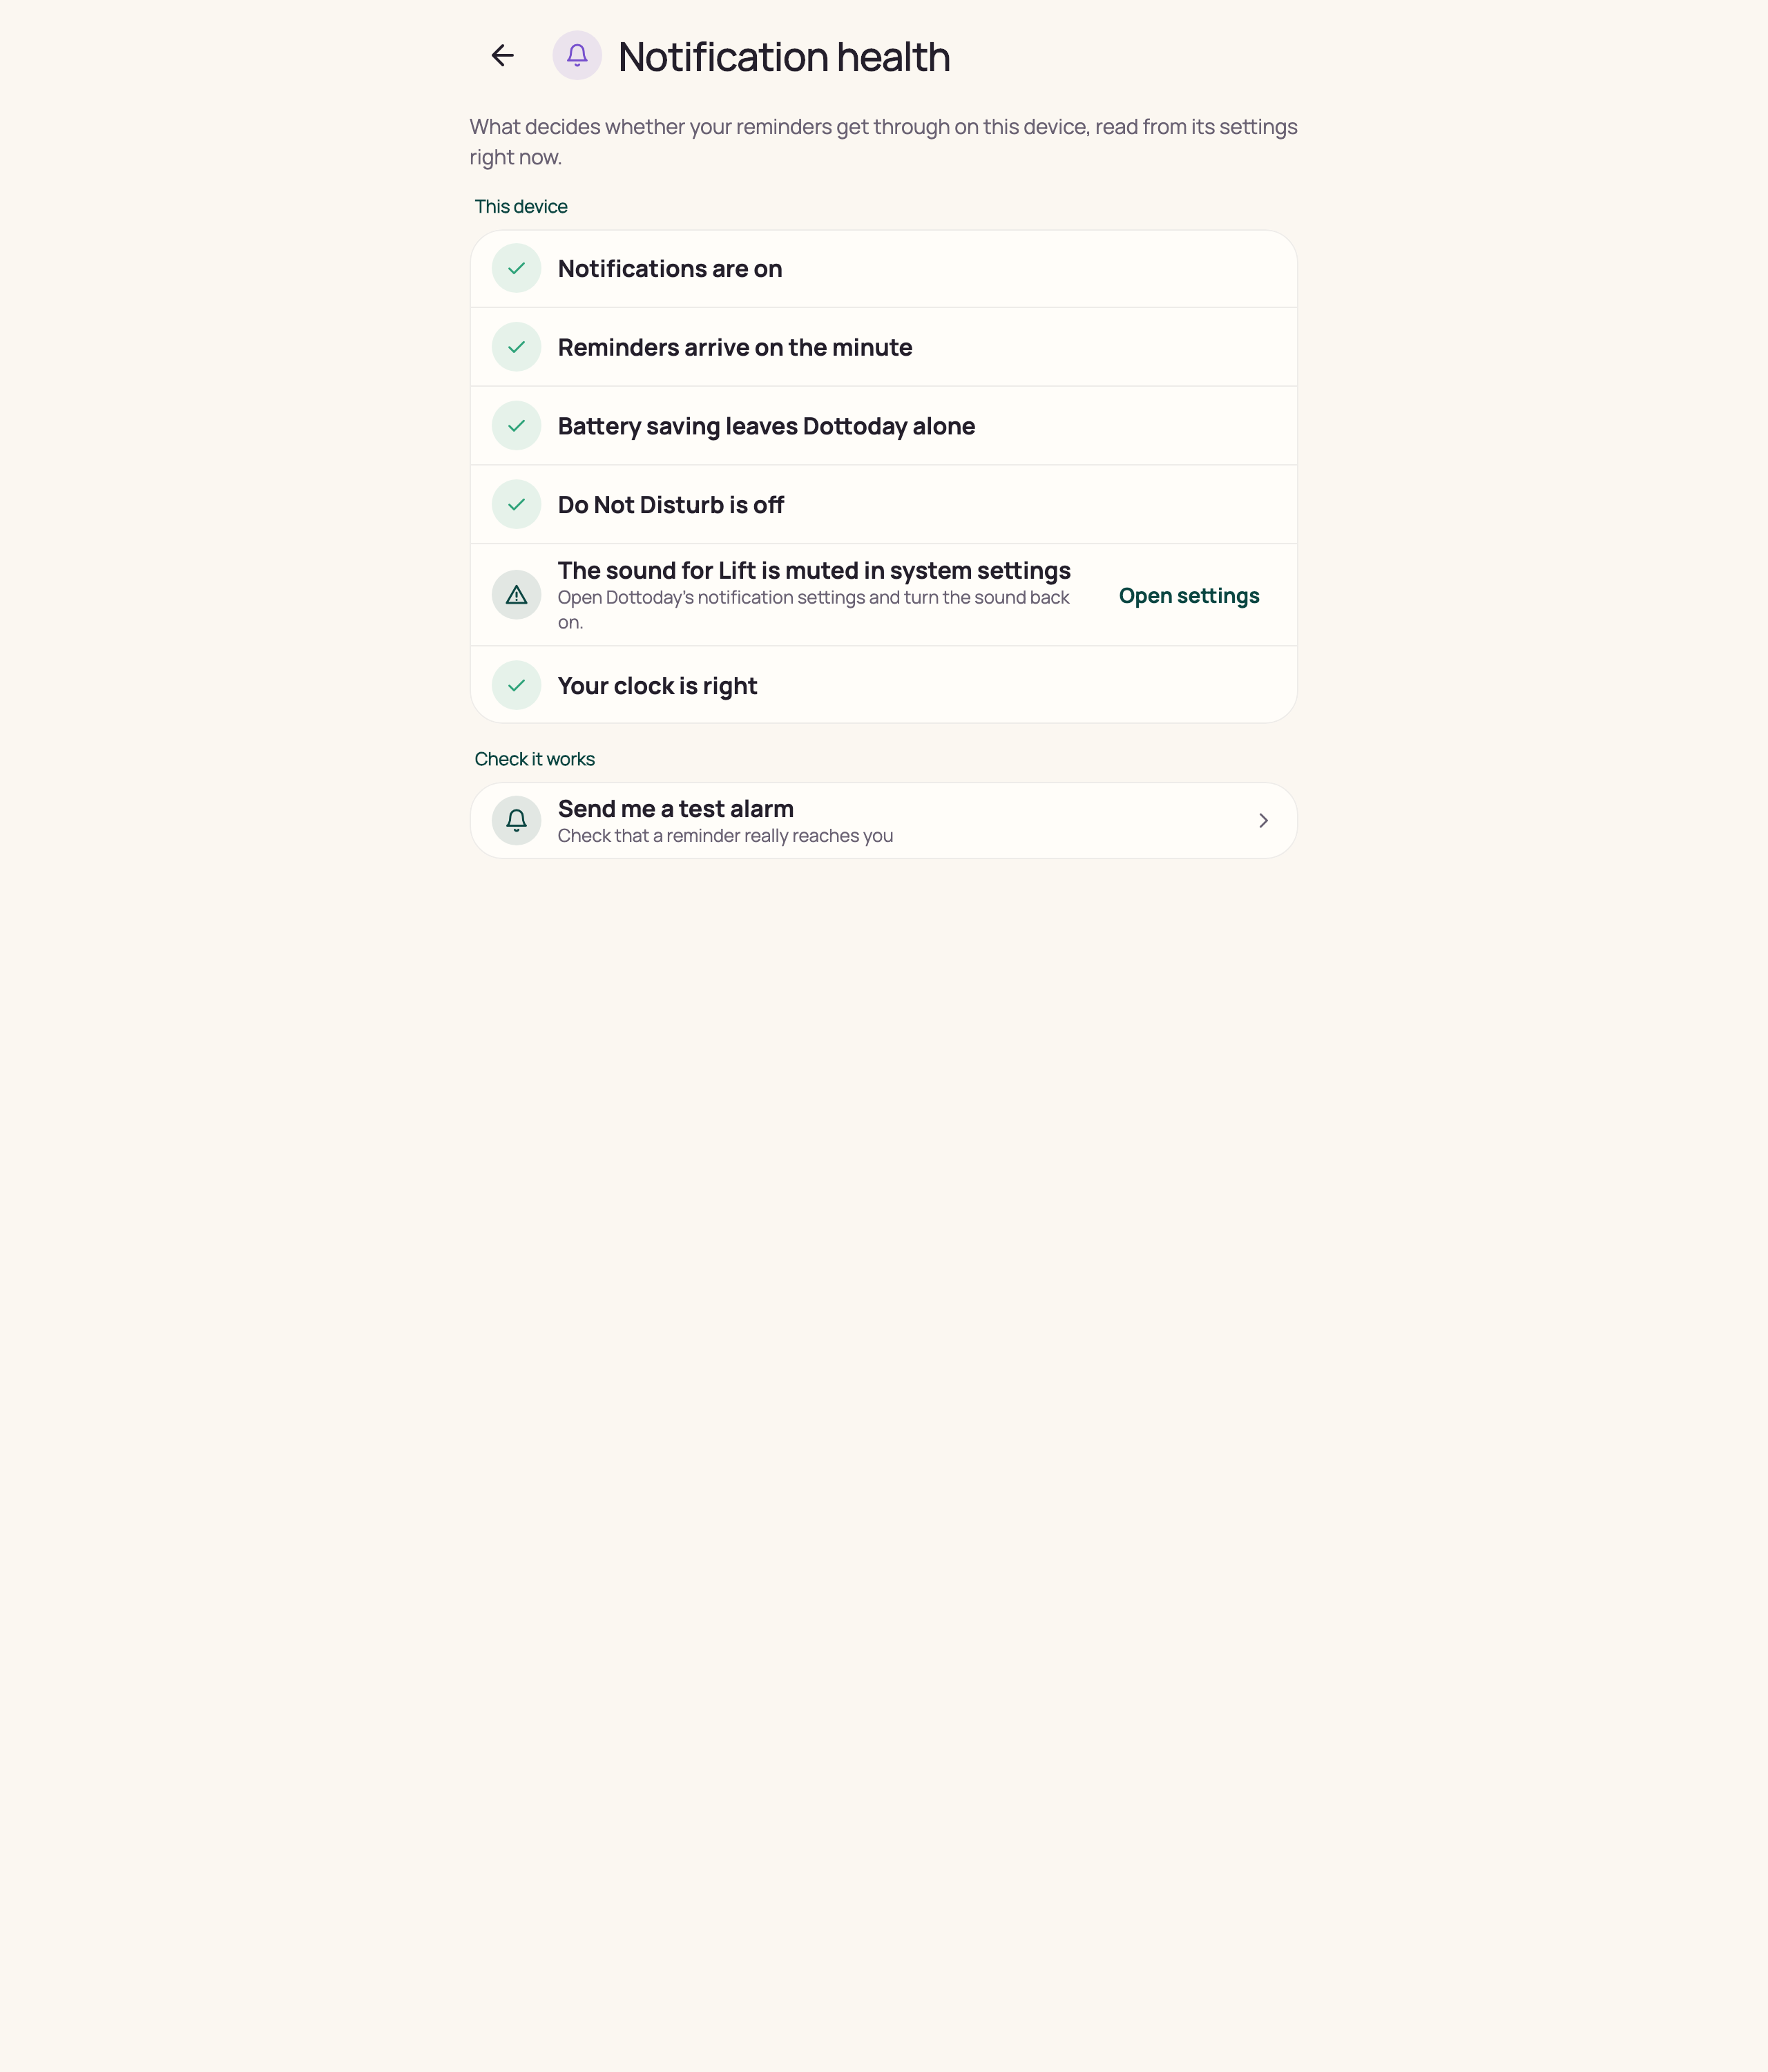 Notification health
What decides whether your reminders get through on this device, read from its settings
right now.
This device
Notifications are on
Reminders arrive on the minute
Battery saving leaves Dottoday alone
Do Not Disturb is off
The sound for Lift is muted in system settings
Open Dottoday’s notification settings and turn the sound back
on.
Open settings
Your clock is right
Check it works
Send me a test alarm
Check that a reminder really reaches you